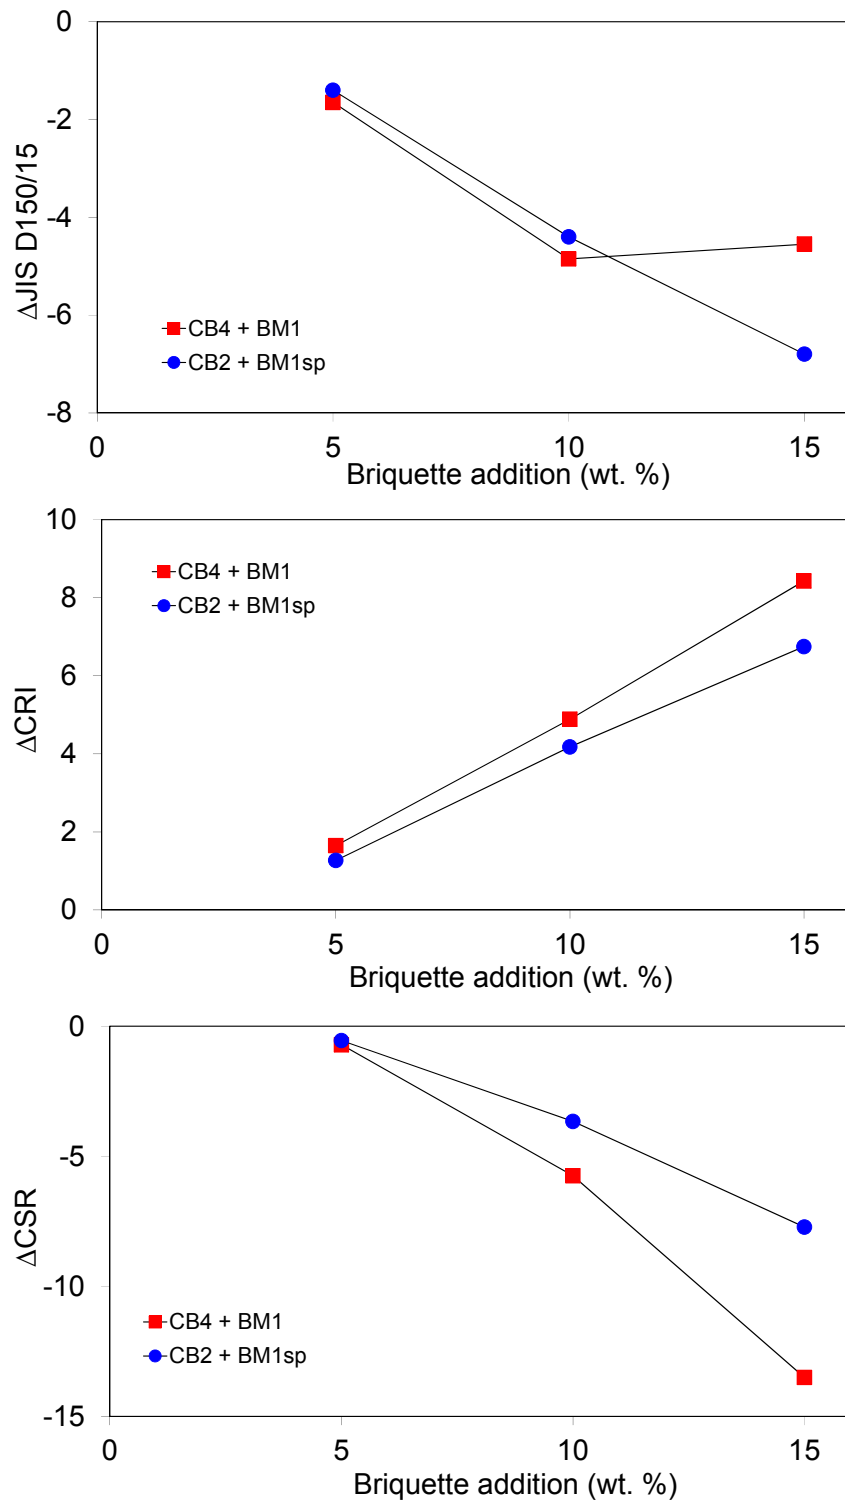 0
-2
-4
-6
-8
ΔJIS D150/15
CB4 + BM1
CB2 + BM1sp
0 5 10 15
Briquette addition (wt. %)
10
8
6
4
2
0
ΔCRI
CB4 + BM1
CB2 + BM1sp
0 5 10 15
Briquette addition (wt. %)
0
-5
-10
-15
ΔCSR
CB4 + BM1
CB2 + BM1sp
0 5 10 15
Briquette addition (wt. %)